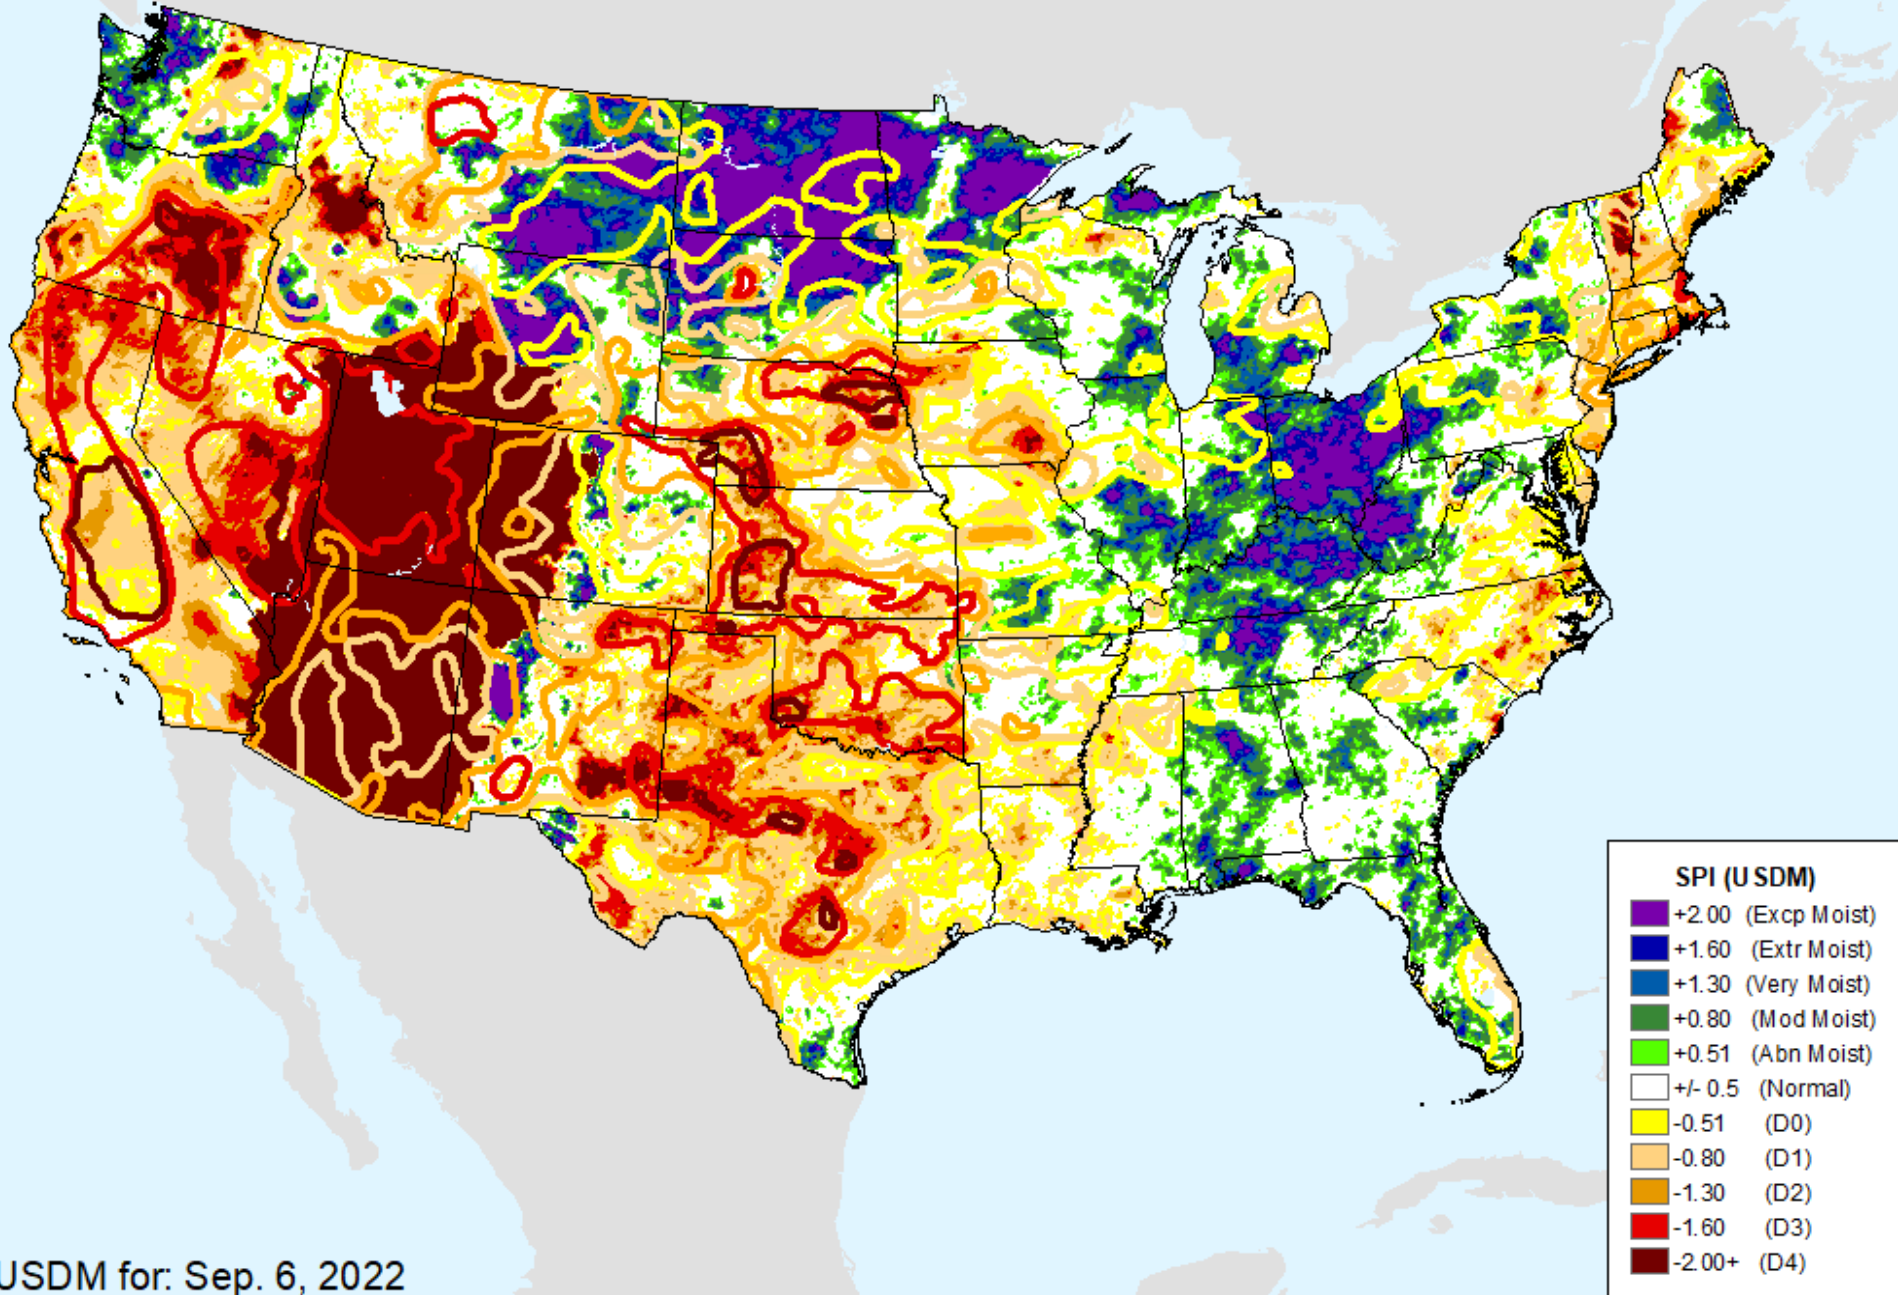 SPI (USDM)
+2.00 (Excp Moist)
+1.60 (Extr Moist)
+1.30 (Very Moist)
+0.80 (Mod Moist)
+0.51 (Abn Moist)
+/- 0.5 (Normal)
-0.51 (D0)
-0.80 (D1)
-1.30 (D2)
-1.60 (D3)
-2.00+ (D4)
USDM for: Sep. 6, 2022